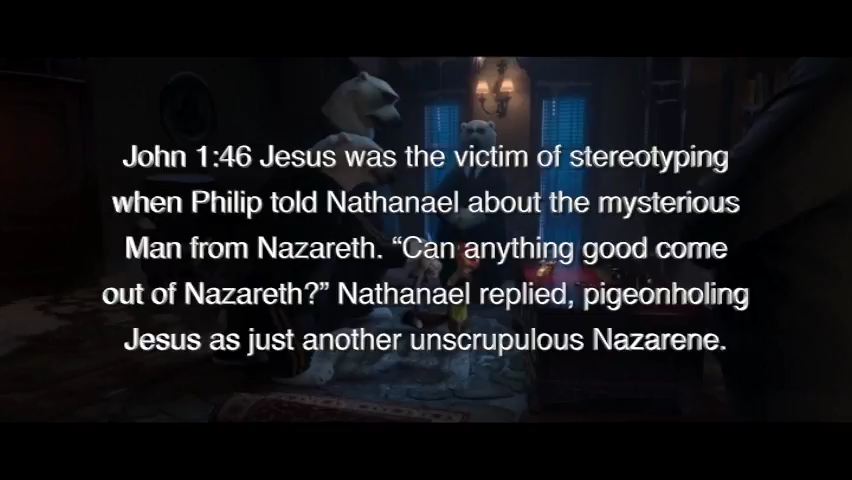 John 1:46 Jesus was the victim of stereotyping
when Philip told Nathanael about the mysterious
Man from Nazareth. “Can anything good come
out of Nazareth?” Nathanael replied, pigeonholing
Jesus as just another unscrupulous Nazarene.